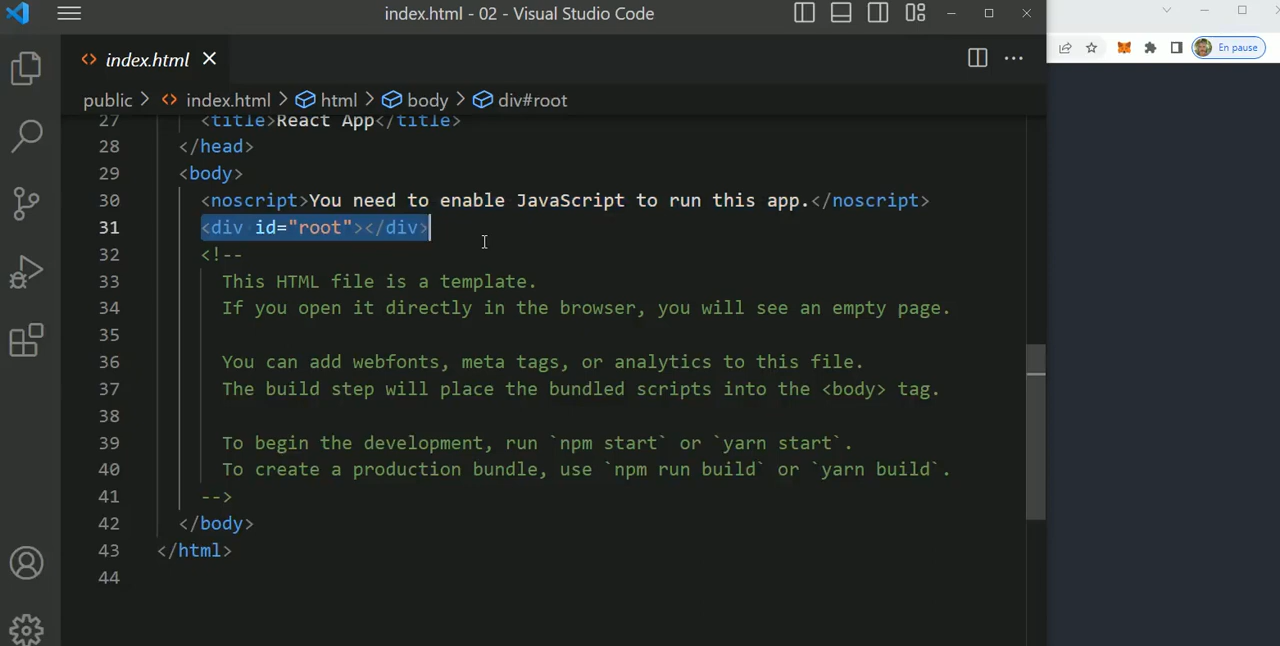 index.html - 02 - Visual Studio Code
index.html
public > index.html > html > body > div#root
27 <title>React App</title>
28 </head>
29 <body>
30 <noscript>You need to enable JavaScript to run this app.</noscript>
31 <div id="root"></div>
32 <!--
33 This HTML file is a template.
34 If you open it directly in the browser, you will see an empty page.
35
36 You can add webfonts, meta tags, or analytics to this file.
37 The build step will place the bundled scripts into the <body> tag.
38
39 To begin the development, run `npm start` or `yarn start`.
40 To create a production bundle, use `npm run build` or `yarn build`.
41 -->
42 </body>
43 </html>
44
En pause